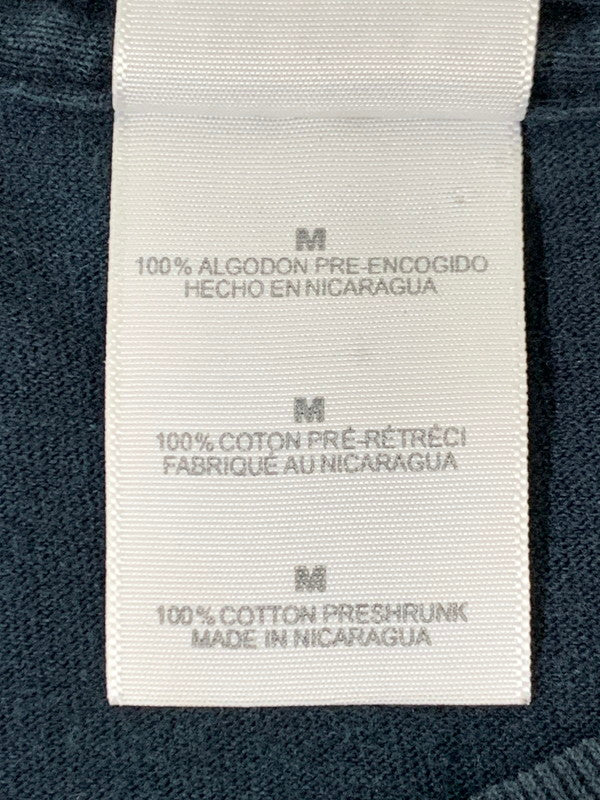 M
100% ALGODON PRE-ENCOGIDO
HECHO EN NICARAGUA
M
100% COTON PRÉ-RÉTRÉCI
FABRIQUÉ AU NICARAGUA
M
100% COTTON PRESHRUNK
MADE IN NICARAGUA